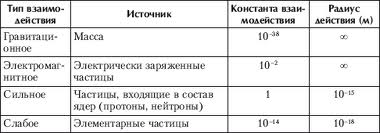 Тип взаимо- Источник Константа взаи- Радиус
действия модействия действия (м)
Гравитаци- Масса 10⁻³⁸ ∞
онное
Электромаг- Электрически заряженные 10⁻² ∞
нитное частицы
Сильное Частицы, входящие в состав 1 10⁻¹⁵
ядер (протоны, нейтроны)
Слабое Элементарные частицы 10⁻¹⁴ 10⁻¹⁸